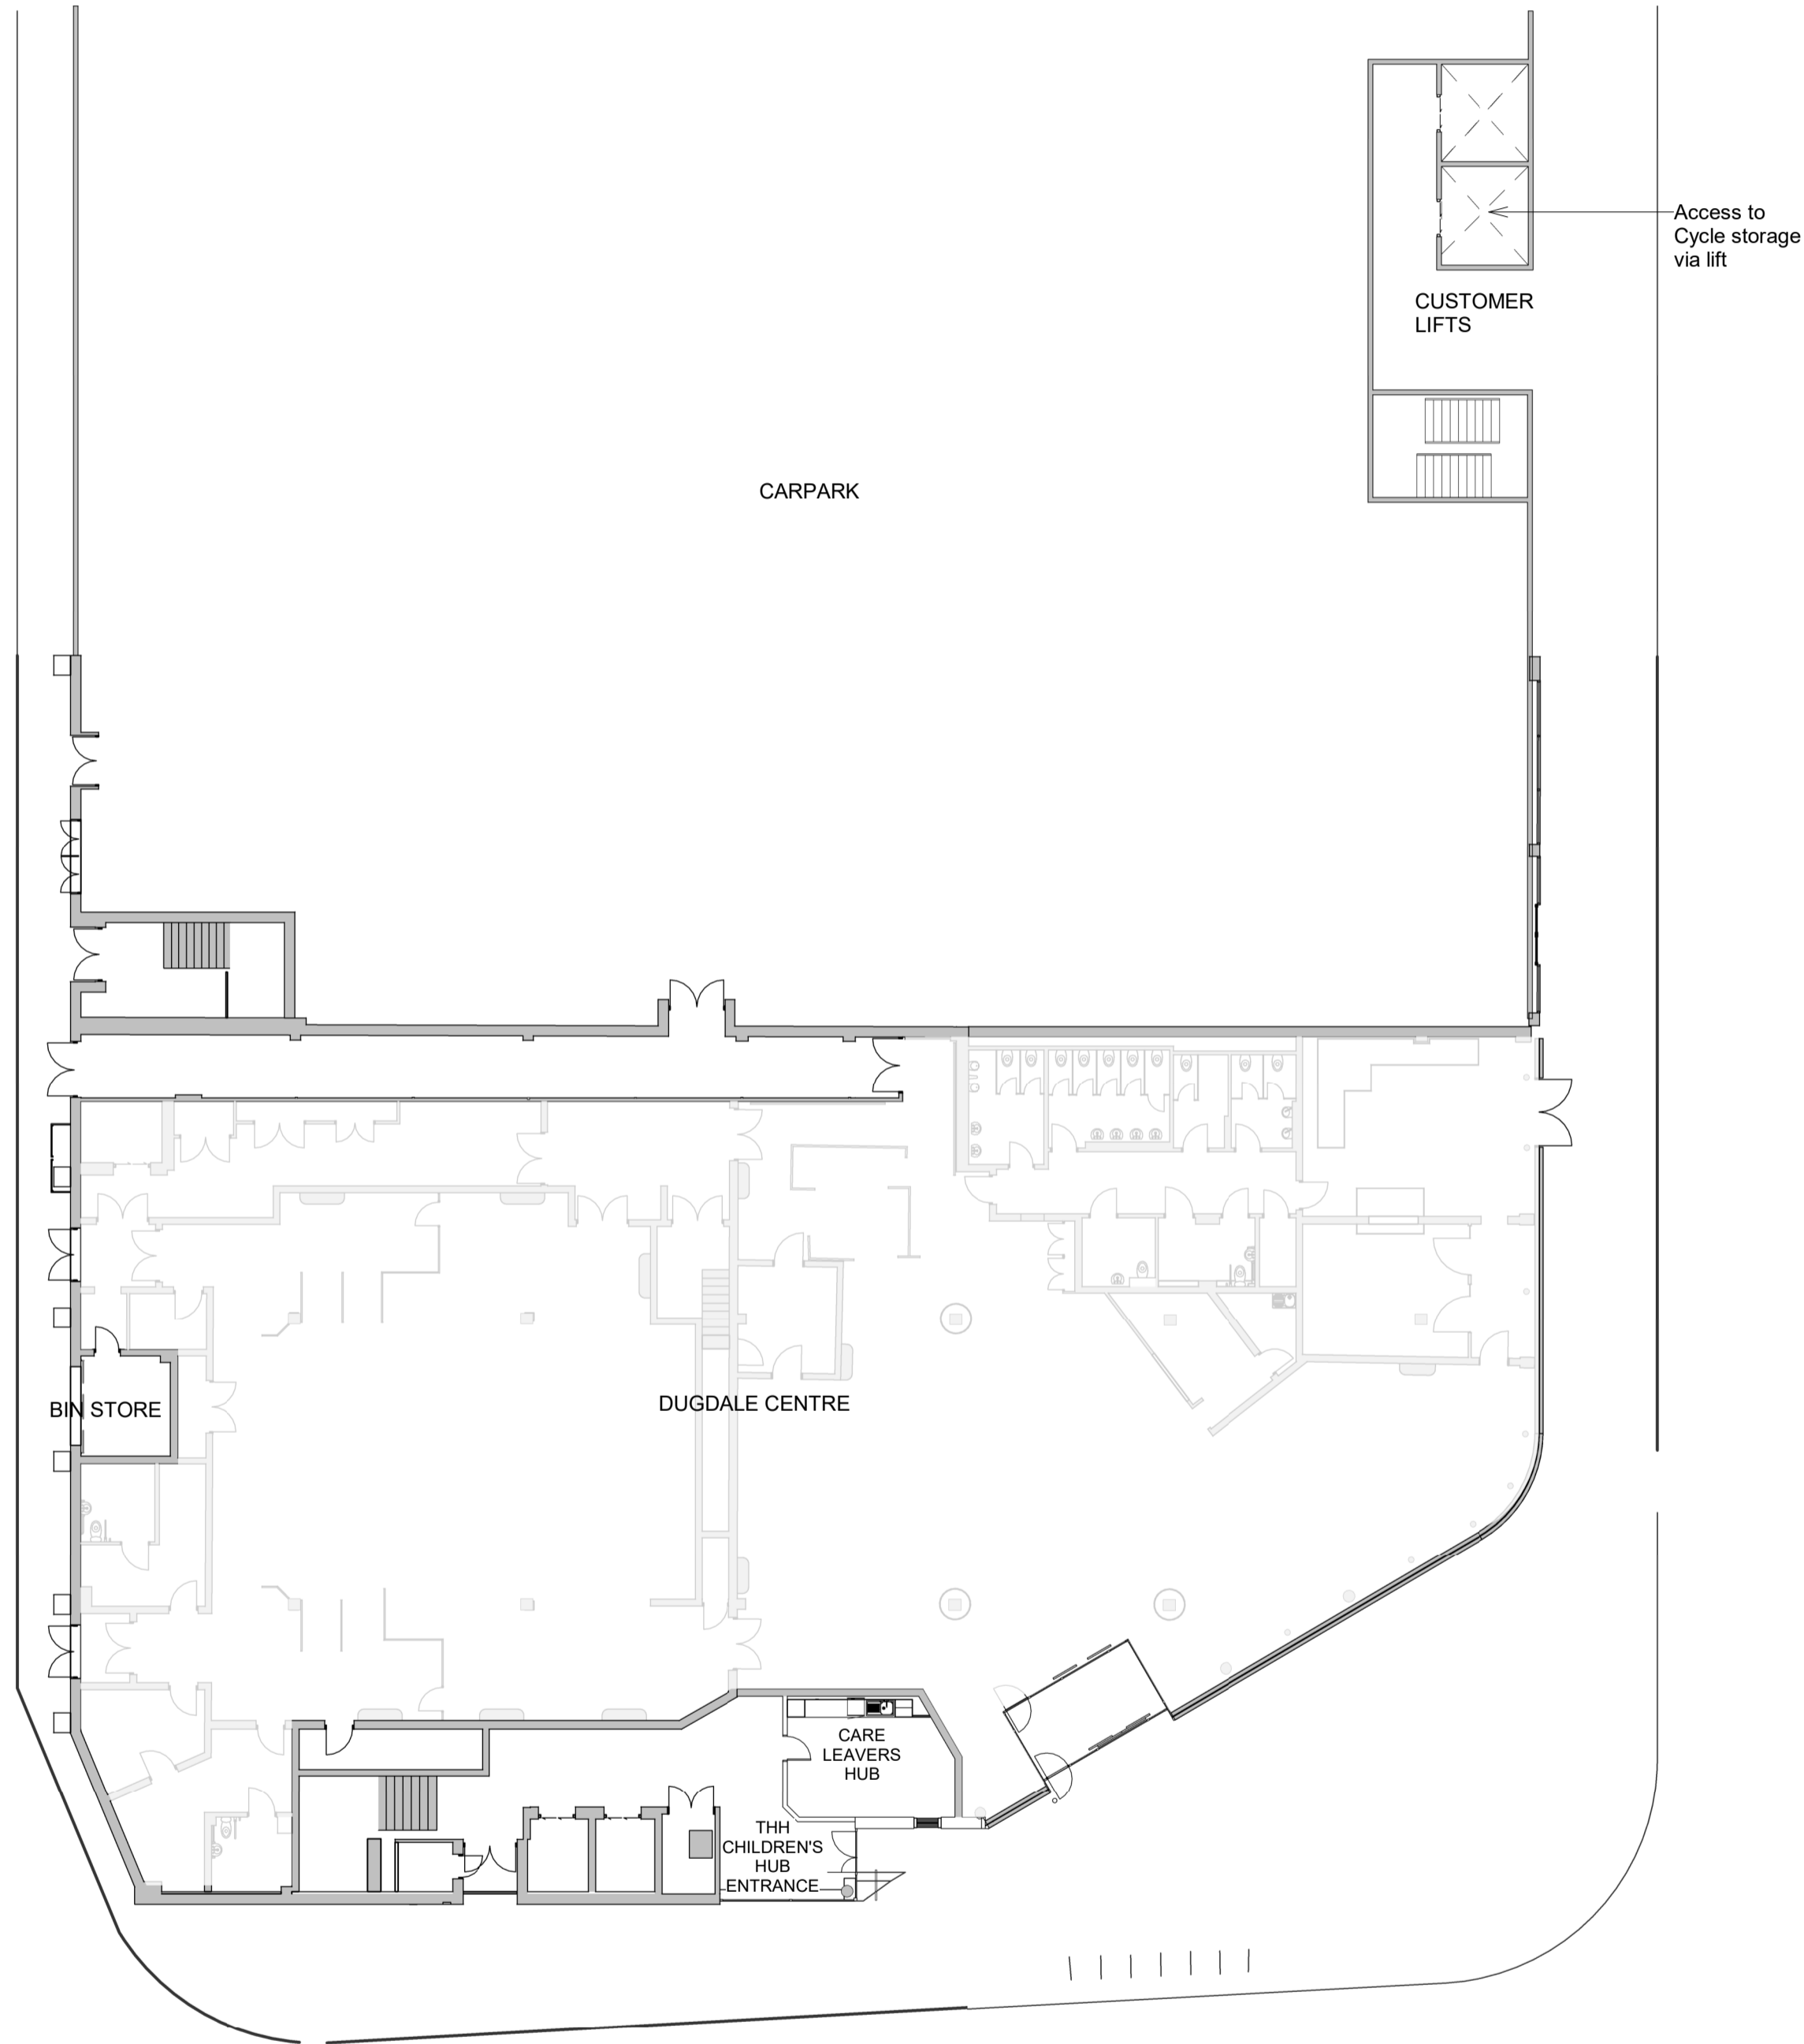 Access to
Cycle storage
via lift
CUSTOMER
LIFTS
CARPARK
BIN STORE
DUGDALE CENTRE
CARE
LEAVERS
HUB
THH
CHILDREN'S
HUB
ENTRANCE